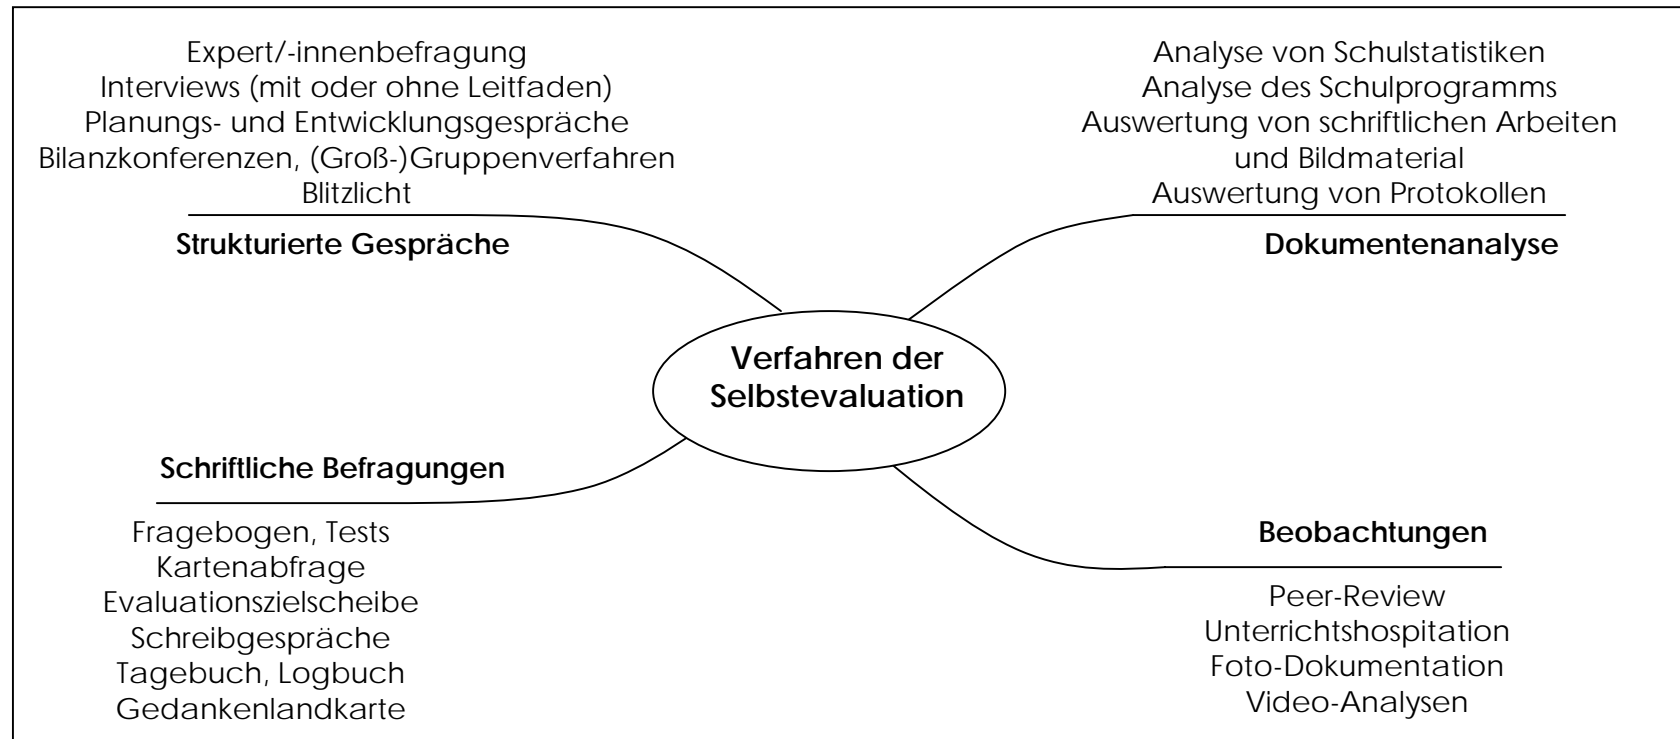 Expert/-innenbefragung
Interviews (mit oder ohne Leitfaden)
Planungs- und Entwicklungsgespräche
Bilanzkonferenzen, (Groß-)Gruppenverfahren
Blitzlicht
Strukturierte Gespräche
Analyse von Schulstatistiken
Analyse des Schulprogramms
Auswertung von schriftlichen Arbeiten
und Bildmaterial
Auswertung von Protokollen
Dokumentenanalyse
Verfahren der
Selbstevaluation
Schriftliche Befragungen
Fragebogen, Tests
Kartenabfrage
Evaluationszielscheibe
Schreibgespräche
Tagebuch, Logbuch
Gedankenlandkarte
Beobachtungen
Peer-Review
Unterrichtshospitation
Foto-Dokumentation
Video-Analysen